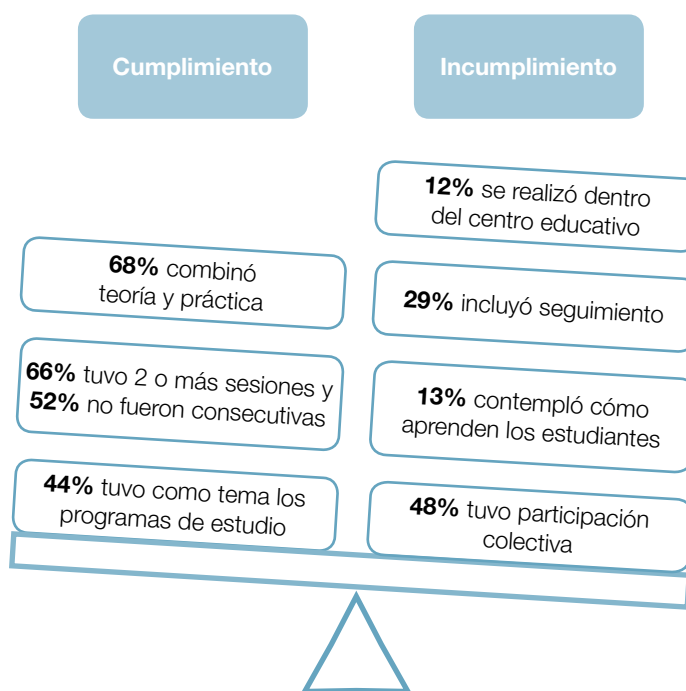 Cumplimiento
68% combinó
teoría y práctica
66% tuvo 2 o más sesiones y
52% no fueron consecutivas
44% tuvo como tema los
programas de estudio
Incumplimiento
12% se realizó dentro
del centro educativo
29% incluyó seguimiento
13% contempló cómo
aprenden los estudiantes
48% tuvo participación
colectiva